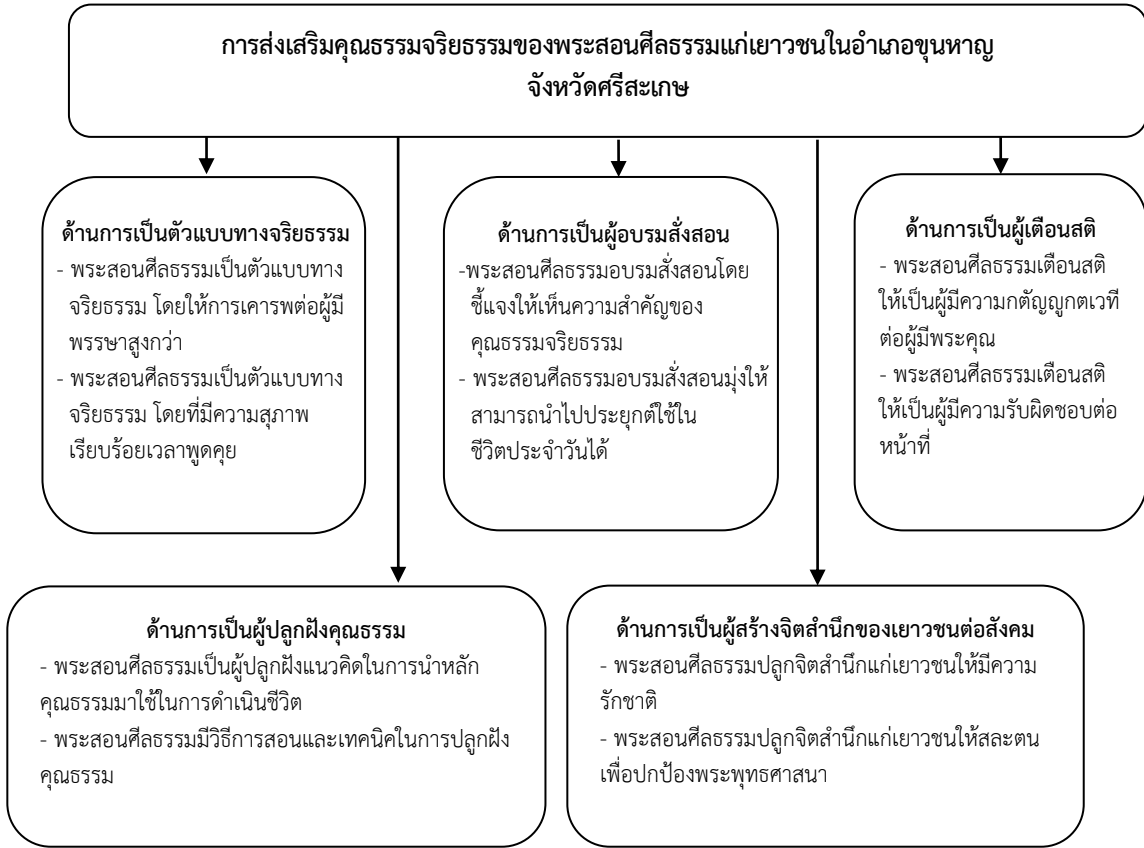 การส่งเสริมคุณธรรมจริยธรรมของพระสอนศีลธรรมแก่เยาวชนในอำเภอขุนหาญ
จังหวัดศรีสะเกษ
ด้านการเป็นตัวแบบทางจริยธรรม
- พระสอนศีลธรรมเป็นตัวแบบทาง
จริยธรรม โดยให้การเคารพต่อผู้มี
พรรษาสูงกว่า
- พระสอนศีลธรรมเป็นตัวแบบทาง
จริยธรรม โดยที่มีความสุภาพ
เรียบร้อยเวลาพูดคุย
ด้านการเป็นผู้อบรมสั่งสอน
-พระสอนศีลธรรมอบรมสั่งสอนโดย
ชี้แจงให้เห็นความสำคัญของ
คุณธรรมจริยธรรม
- พระสอนศีลธรรมอบรมสั่งสอนมุ่งให้
สามารถนำไปประยุกต์ใช้ใน
ชีวิตประจำวันได้
ด้านการเป็นผู้เตือนสติ
- พระสอนศีลธรรมเตือนสติ
ให้เป็นผู้มีความกตัญญูกตเวที
ต่อผู้มีพระคุณ
- พระสอนศีลธรรมเตือนสติ
ให้เป็นผู้มีความรับผิดชอบต่อ
หน้าที่
ด้านการเป็นผู้ปลูกฝังคุณธรรม
- พระสอนศีลธรรมเป็นผู้ปลูกฝังแนวคิดในการนำหลัก
คุณธรรมมาใช้ในการดำเนินชีวิต
- พระสอนศีลธรรมมีวิธีการสอนและเทคนิคในการปลูกฝัง
คุณธรรม
ด้านการเป็นผู้สร้างจิตสำนึกของเยาวชนต่อสังคม
- พระสอนศีลธรรมปลูกจิตสำนึกแก่เยาวชนให้มีความ
รักชาติ
- พระสอนศีลธรรมปลูกจิตสำนึกแก่เยาวชนให้สละตน
เพื่อปกป้องพระพุทธศาสนา